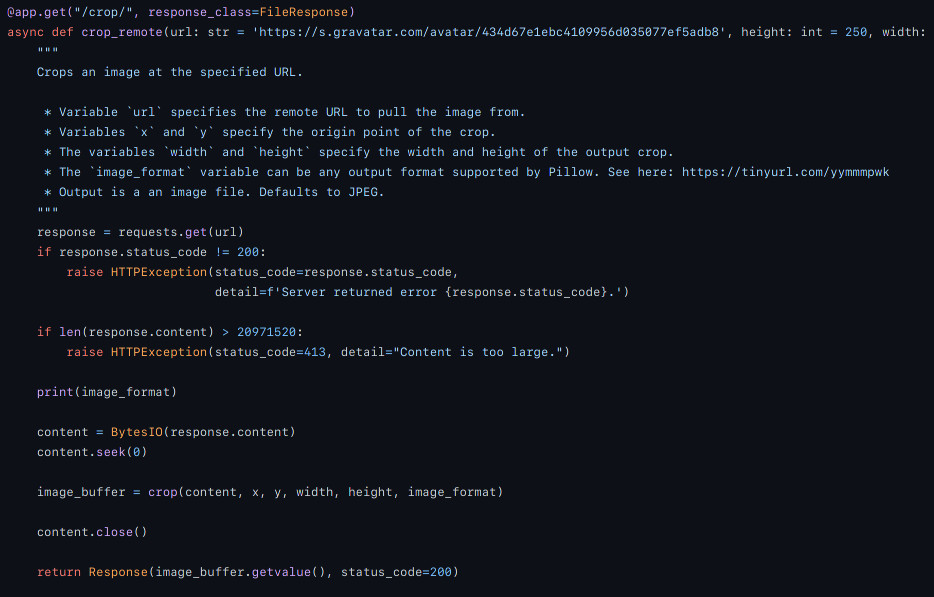 @app.get("/crop/", response_class=FileResponse)
async def crop_remote(url: str = 'https://s.gravatar.com/avatar/434d67e1ebc4109956d035077ef5adb8', height: int = 250, width:
    """
    Crops an image at the specified URL.

     * Variable `url` specifies the remote URL to pull the image from.
     * Variables `x` and `y` specify the origin point of the crop.
     * The variables `width` and `height` specify the width and height of the output crop.
     * The `image_format` variable can be any output format supported by Pillow. See here: https://tinyurl.com/yymmmpwk
     * Output is a an image file. Defaults to JPEG.
    """
    response = requests.get(url)
    if response.status_code != 200:
        raise HTTPException(status_code=response.status_code,
                            detail=f'Server returned error {response.status_code}.')

    if len(response.content) > 20971520:
        raise HTTPException(status_code=413, detail="Content is too large.")

    print(image_format)

    content = BytesIO(response.content)
    content.seek(0)

    image_buffer = crop(content, x, y, width, height, image_format)

    content.close()

    return Response(image_buffer.getvalue(), status_code=200)